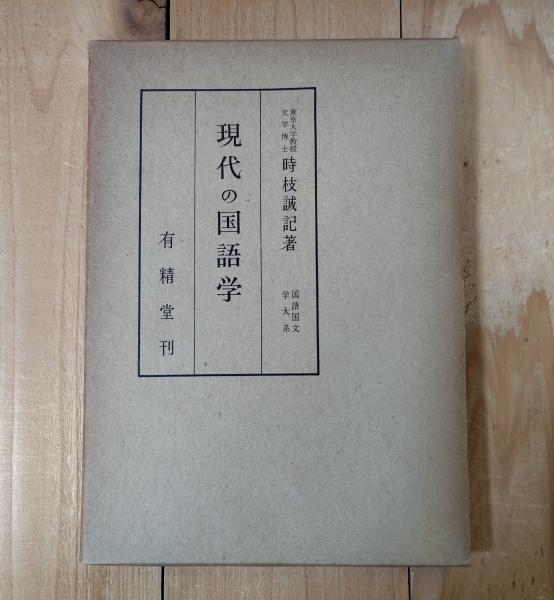 東京大学教授
文学博士
時枝誠記著
国語国文
学大系
現代の国語学
有精堂刊